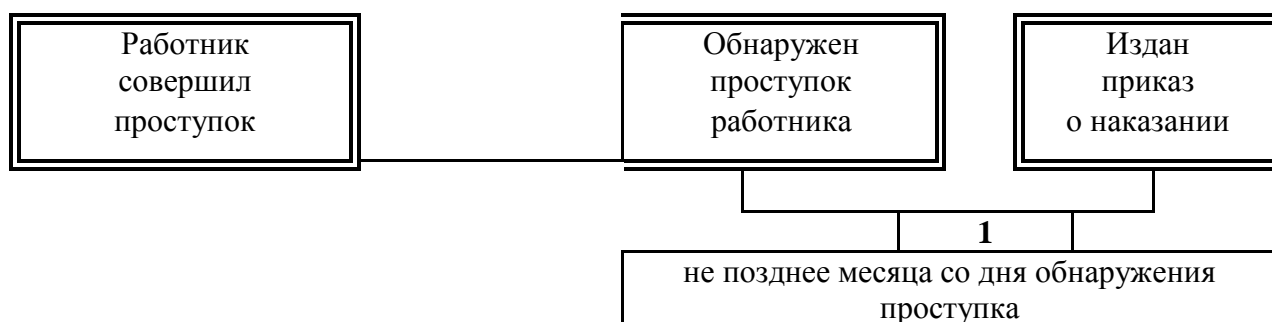 Работник
совершил
проступок
Обнаружен
проступок
работника
Издан
приказ
о наказании
1
не позднее месяца со дня обнаружения
проступка